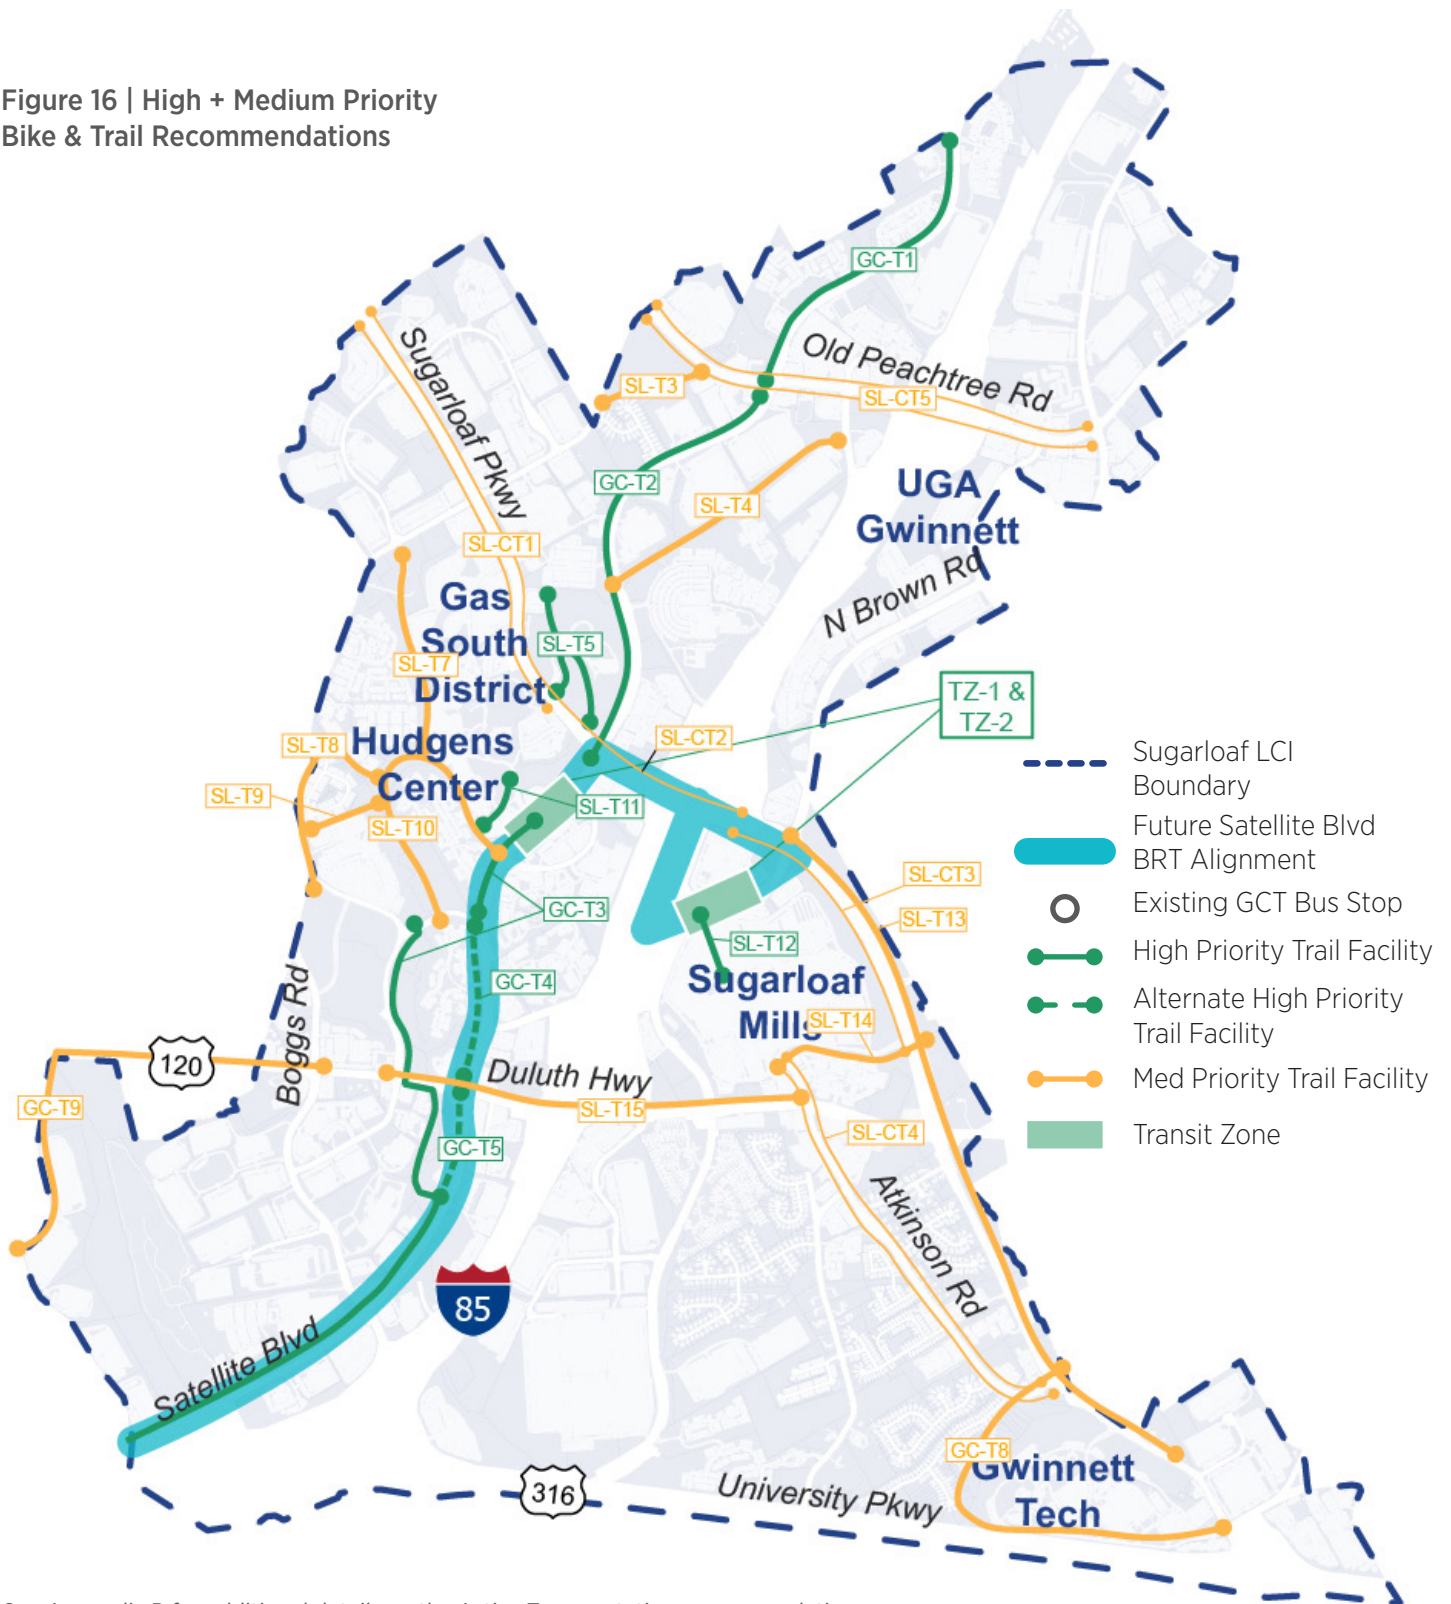 Figure 16 | High + Medium Priority
Bike & Trail Recommendations
GC-T1
Old Peachtree Rd
SL-T3
SL-CT5
Sugarloaf Pkwy
GC-T2
SL-T4
UGA
Gwinnett
SL-CT1
N Brown Rd
Gas
South
District
SL-T5
SL-T7
TZ-1 &
TZ-2
SL-T8
Hudgens
Center
SL-CT2
SL-T9
SL-T10
SL-T11
SL-CT3
SL-T13
GC-T3
SL-T12
GC-T4
Sugarloaf
Mills
SL-T14
Boggs Rd
120
Duluth Hwy
GC-T9
SL-T15
SL-CT4
GC-T5
Atkinson Rd
85
Satellite Blvd
GC-T8
Gwinnett
Tech
316
University Pkwy
Sugarloaf LCI
Boundary
Future Satellite Blvd
BRT Alignment
Existing GCT Bus Stop
High Priority Trail Facility
Alternate High Priority
Trail Facility
Med Priority Trail Facility
Transit Zone